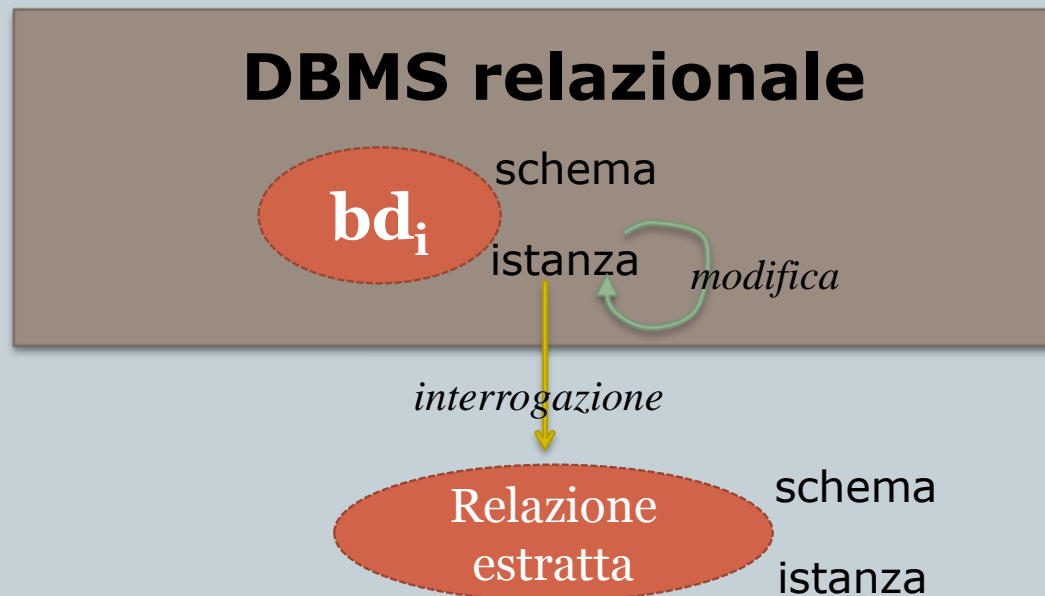 DBMS relazionale
schema
bdi
istanza
modifica
interrogazione
Relazione
estratta
schema
istanza